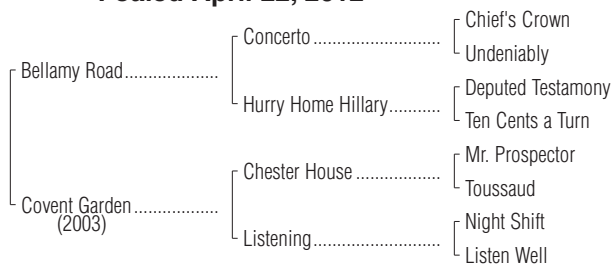 Foaled April 22, 2012
Chief's Crown
Concerto
Undeniably
Bellamy Road
Deputed Testamony
Hurry Home Hillary
Ten Cents a Turn
Mr. Prospector
Chester House
Toussaud
Covent Garden
(2003)
Night Shift
Listening
Listen Well